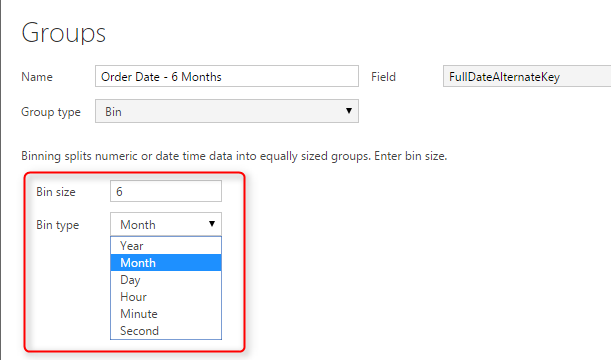 Groups
Name Order Date - 6 Months Field FullDateAlternateKey
Group type Bin
Binning splits numeric or date time data into equally sized groups. Enter bin size.
Bin size 6
Bin type Month
Year
Month
Day
Hour
Minute
Second